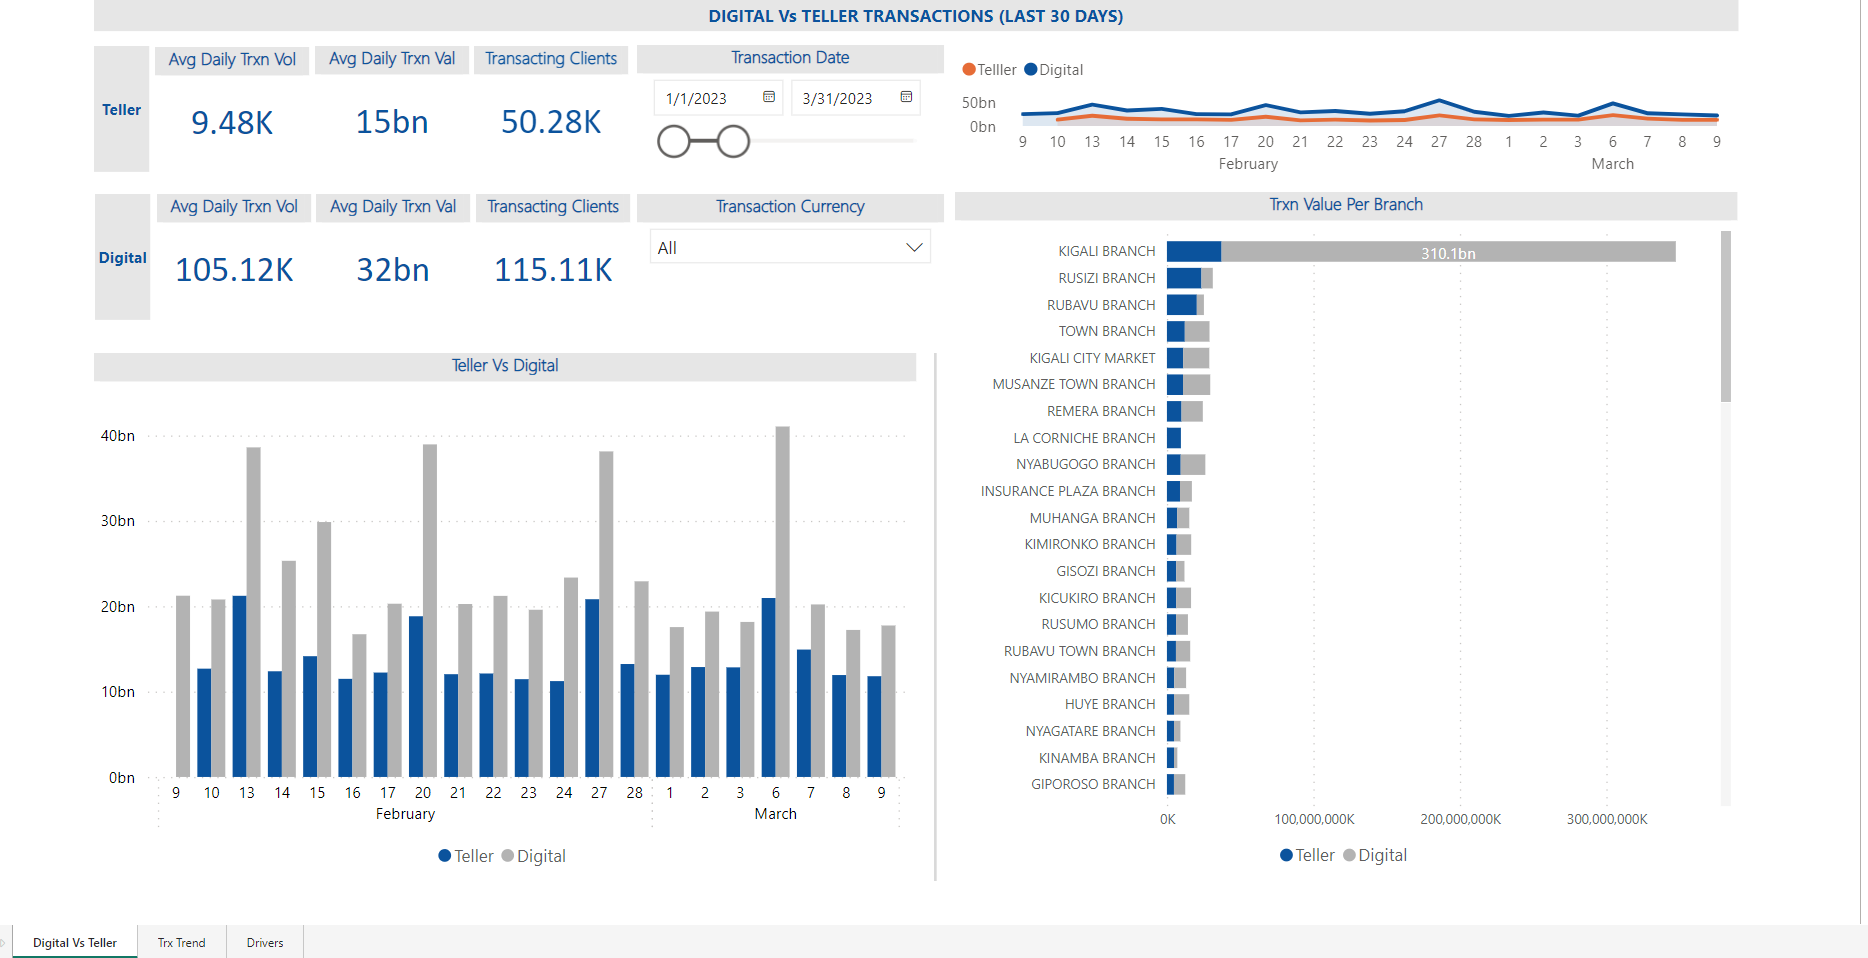 DIGITAL Vs TELLER TRANSACTIONS (LAST 30 DAYS)
Teller
Avg Daily Trxn Vol
9.48K
Avg Daily Trxn Val
15bn
Transacting Clients
50.28K
Transaction Date
1/1/2023
3/31/2023
Digital
Avg Daily Trxn Vol
105.12K
Avg Daily Trxn Val
32bn
Transacting Clients
115.11K
Transaction Currency
All
Telller Digital
50bn
0bn
9 10 13 14 15 16 17 20 21 22 23 24 27 28 1 2 3 6 7 8 9
February March
Teller Vs Digital
40bn
30bn
20bn
10bn
0bn
9 10 13 14 15 16 17 20 21 22 23 24 27 28 1 2 3 6 7 8 9
February March
Teller Digital
Trxn Value Per Branch
KIGALI BRANCH 310.1bn
RUSIZI BRANCH
RUBAVU BRANCH
TOWN BRANCH
KIGALI CITY MARKET
MUSANZE TOWN BRANCH
REMERA BRANCH
LA CORNICHE BRANCH
NYABUGOGO BRANCH
INSURANCE PLAZA BRANCH
MUHANGA BRANCH
KIMIRONKO BRANCH
GISOZI BRANCH
KICUKIRO BRANCH
RUSUMO BRANCH
RUBAVU TOWN BRANCH
NYAMIRAMBO BRANCH
HUYE BRANCH
NYAGATARE BRANCH
KINAMBA BRANCH
GIPOROSO BRANCH
0K 100,000,000K 200,000,000K 300,000,000K
Teller Digital
Digital Vs Teller Trx Trend Drivers